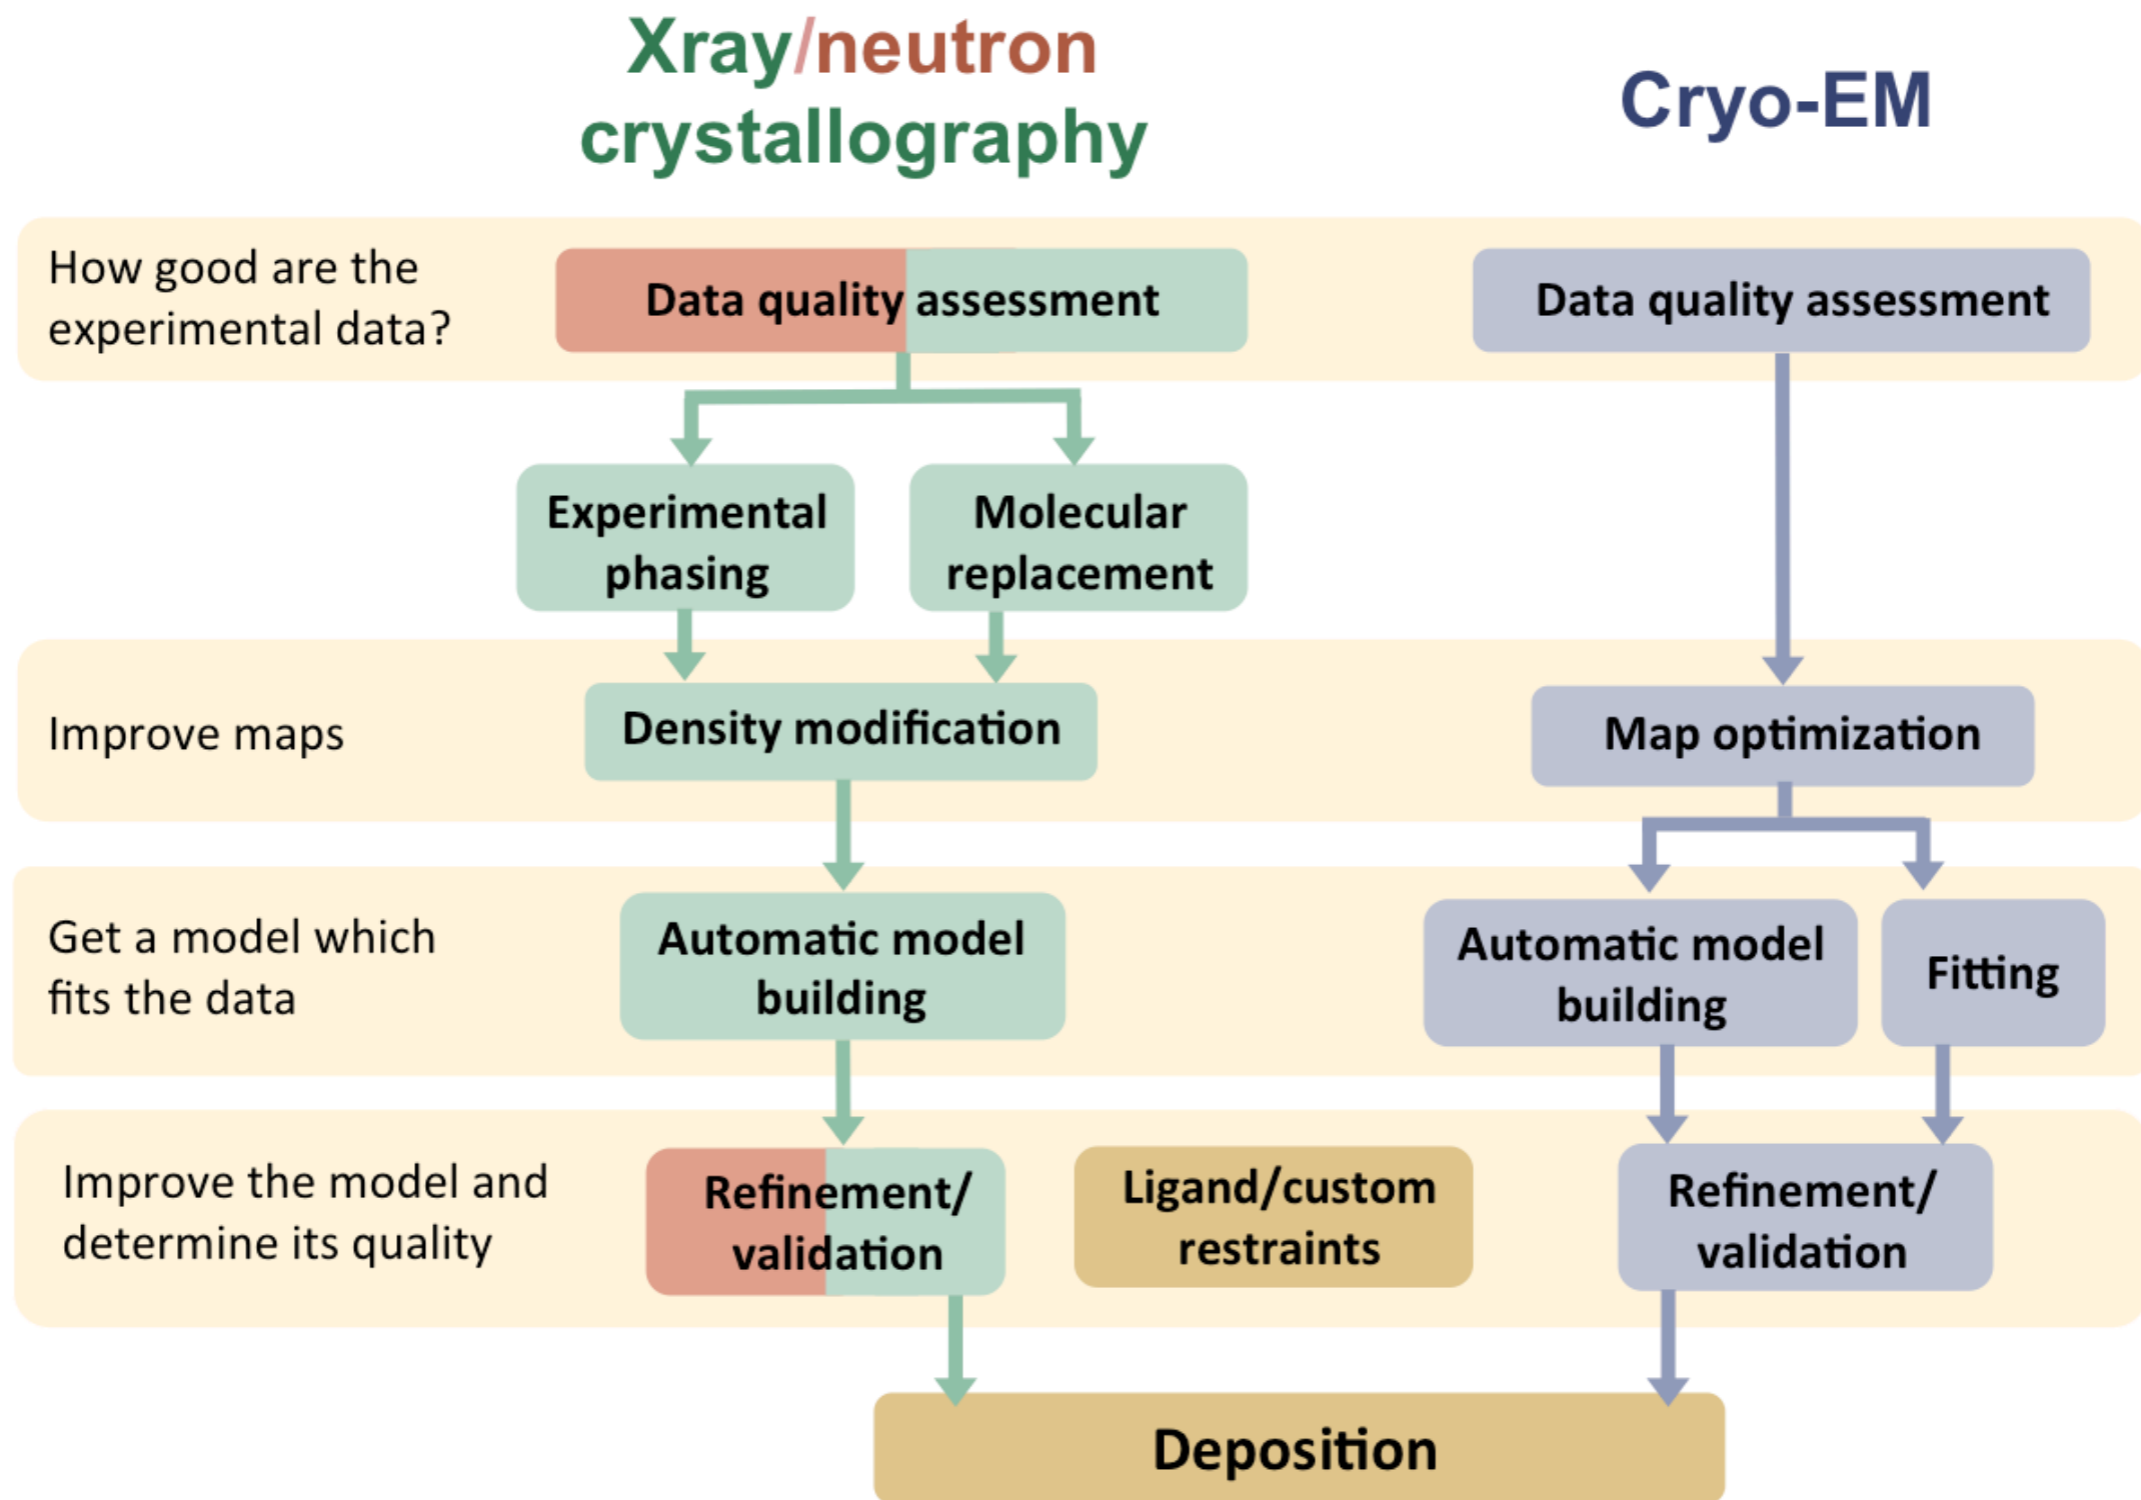 Xray/neutron
crystallography
Cryo-EM
How good are the
experimental data?
Data quality assessment
Data quality assessment
Experimental
phasing
Molecular
replacement
Improve maps
Density modification
Map optimization
Get a model which
fits the data
Automatic model
building
Automatic model
building
Fitting
Improve the model and
determine its quality
Refinement/
validation
Ligand/custom
restraints
Refinement/
validation
Deposition